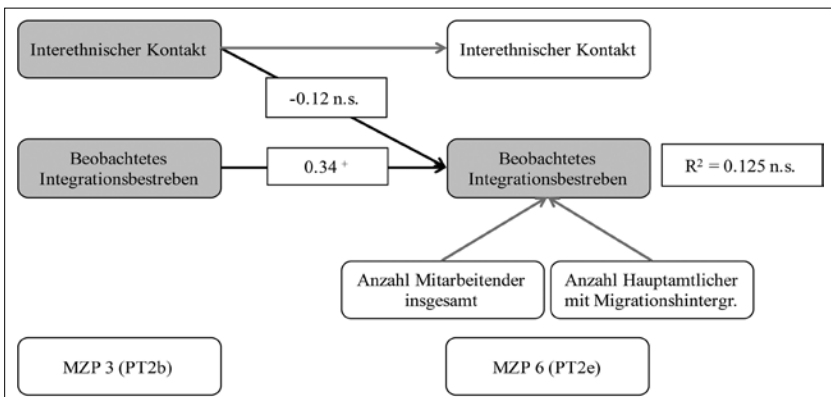 Interethnischer Kontakt
Interethnischer Kontakt
-0.12 n.s.
Beobachtetes
Integrationsbestreben
0.34 +
Beobachtetes
Integrationsbestreben
R² = 0.125 n.s.
Anzahl Mitarbeitender
insgesamt
Anzahl Hauptamtlicher
mit Migrationshintergr.
MZP 3 (PT2b)
MZP 6 (PT2e)